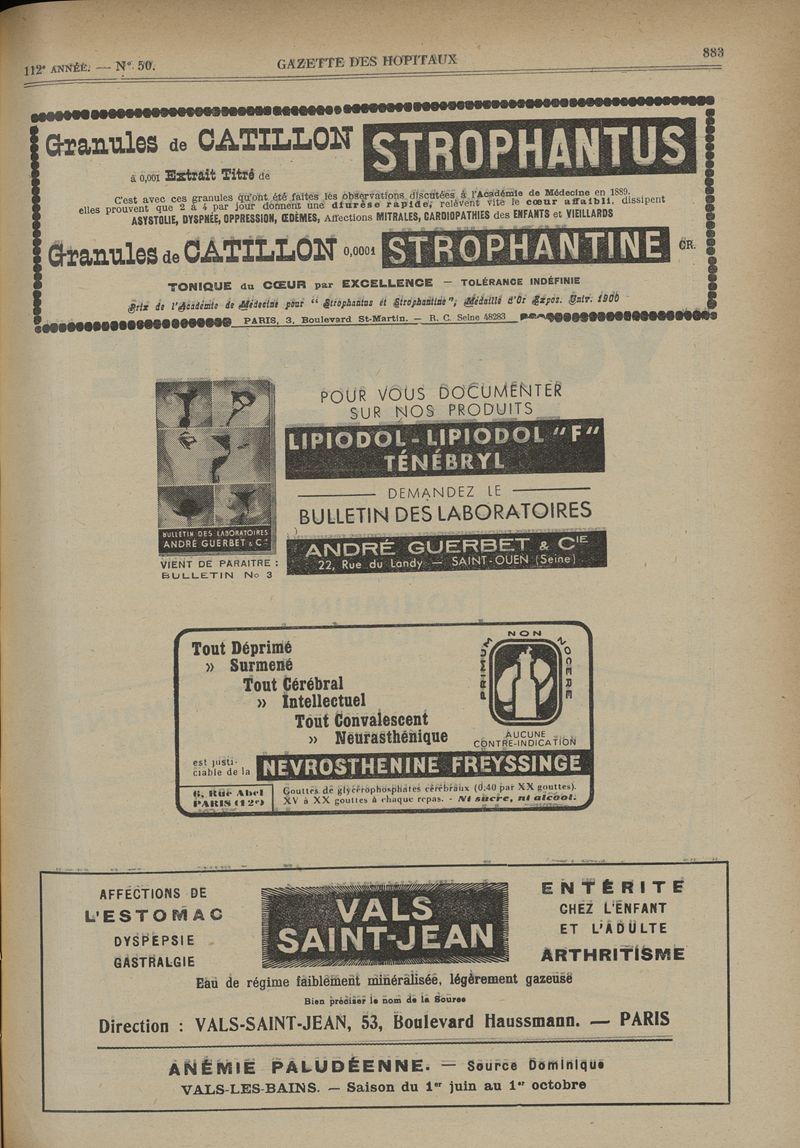 112e ANNÉE. — N° 50.
GAZETTE DES HOPITAUX
883
Granules de CATILLON STROPHANTUS
à 0,001 Extrait Titré de
C'est avec ces granules qu'ont été faites les observations discutées à l'Académie de Médecine en 1889,
elles prouvent que 2 à 4 par jour donnent une diurèse rapide, relèvent vite le cœur affaibli, dissipent
ASYSTOLIE, DYSPNÉE, OPPRESSION, ŒDÈMES, Affections MITRALES, CARDIOPATHIES des ENFANTS et VIEILLARDS
Granules de CATILLON 0,0001 STROPHANTINE CR.
TONIQUE du CŒUR par EXCELLENCE — TOLÉRANCE INDÉFINIE
Prix de l'Académie de Médecine pour "Strophantus et Strophantine", Médaille d'Or Expos. Univ. 1900
PARIS, 3, Boulevard St-Martin. — R. C. Seine 48283
BULLETIN DES LABORATOIRES
ANDRÉ GUERBET & Cie
VIENT DE PARAITRE :
BULLETIN No 3
POUR VOUS DOCUMENTER
SUR NOS PRODUITS
LIPIODOL - LIPIODOL "F"
TÉNÉBRYL
DEMANDEZ LE
BULLETIN DES LABORATOIRES
ANDRÉ GUERBET & CIE
22, Rue du Landy — SAINT-OUEN (Seine)
Tout Déprimé
» Surmené
Tout Cérébral
» Intellectuel
Tout Convalescent
» Neurasthénique
PRIMUM NON NOCERE
AUCUNE
CONTRE-INDICATION
est justi-
ciable de la
NEVROSTHENINE FREYSSINGE
6, Rue Abel
PARIS (12e)
Gouttes de glycérophosphates cérébraux (0,40 par XX gouttes).
XV à XX gouttes à chaque repas. - Ni sucre, ni alcool.
AFFECTIONS DE
L'ESTOMAC
DYSPEPSIE
GASTRALGIE
VALS
SAINT-JEAN
ENTÉRITE
CHEZ L'ENFANT
ET L'ADULTE
ARTHRITISME
Eau de régime faiblement minéralisée, légèrement gazeuse
Bien préciser le nom de la Source
Direction : VALS-SAINT-JEAN, 53, Boulevard Haussmann. — PARIS
ANÉMIE PALUDÉENNE. — Source Dominique
VALS-LES-BAINS. — Saison du 1er juin au 1er octobre